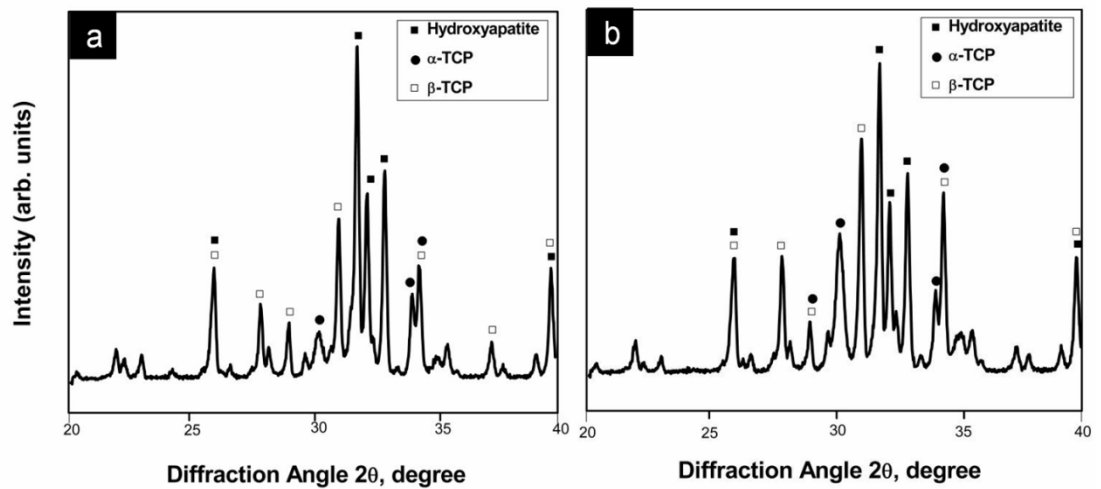 a
■ Hydroxyapatite
● α-TCP
□ β-TCP
Intensity (arb. units)
20 25 30 35 40
Diffraction Angle 2θ, degree
b
■ Hydroxyapatite
● α-TCP
□ β-TCP
20 25 30 35 40
Diffraction Angle 2θ, degree